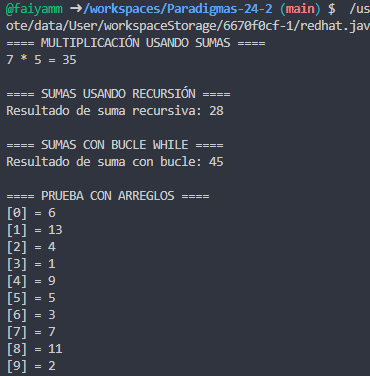 @faiyamm ➜/workspaces/Paradigmas-24-2 (main) $  /us
ote/data/User/workspaceStorage/6670f0cf-1/redhat.jav
==== MULTIPLICACIÓN USANDO SUMAS ====
7 * 5 = 35
==== SUMAS USANDO RECURSIÓN ====
Resultado de suma recursiva: 28
==== SUMAS CON BUCLE WHILE ====
Resultado de suma con bucle: 45
==== PRUEBA CON ARREGLOS ====
[0] = 6
[1] = 13
[2] = 4
[3] = 1
[4] = 9
[5] = 5
[6] = 3
[7] = 7
[8] = 11
[9] = 2